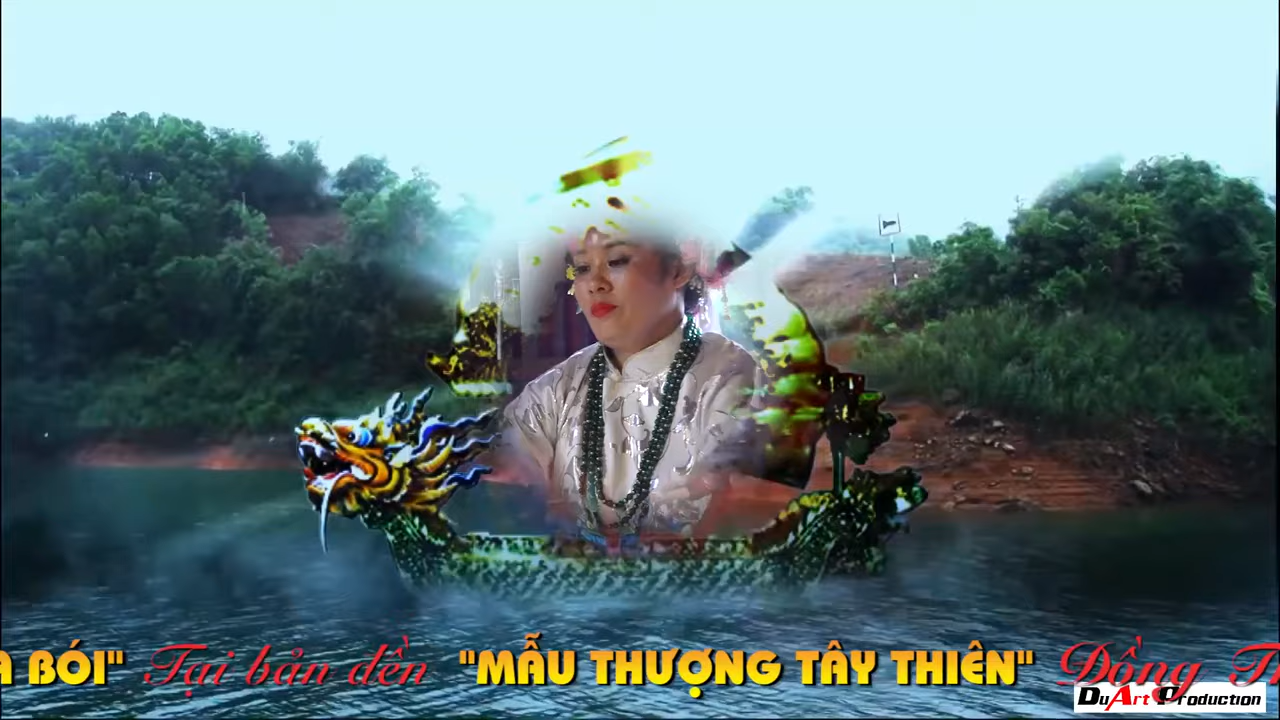 BÓI" Tại bản đền "MẪU THƯỢNG TÂY THIÊN" Đồng
DuArt Production